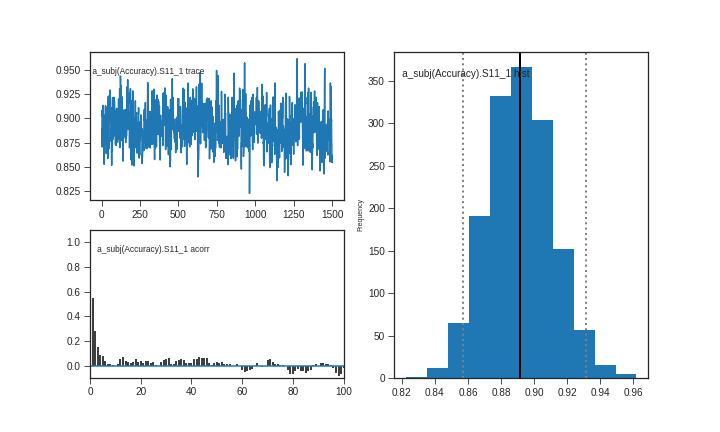 a_subj(Accuracy).S11_1 trace
0.950
0.925
0.900
0.875
0.850
0.825
0 250 500 750 1000 1250 1500
a_subj(Accuracy).S11_1 acorr
1.0
0.8
0.6
0.4
0.2
0.0
0 20 40 60 80 100
a_subj(Accuracy).S11_1 hist
Frequency
350
300
250
200
150
100
50
0
0.82 0.84 0.86 0.88 0.90 0.92 0.94 0.96